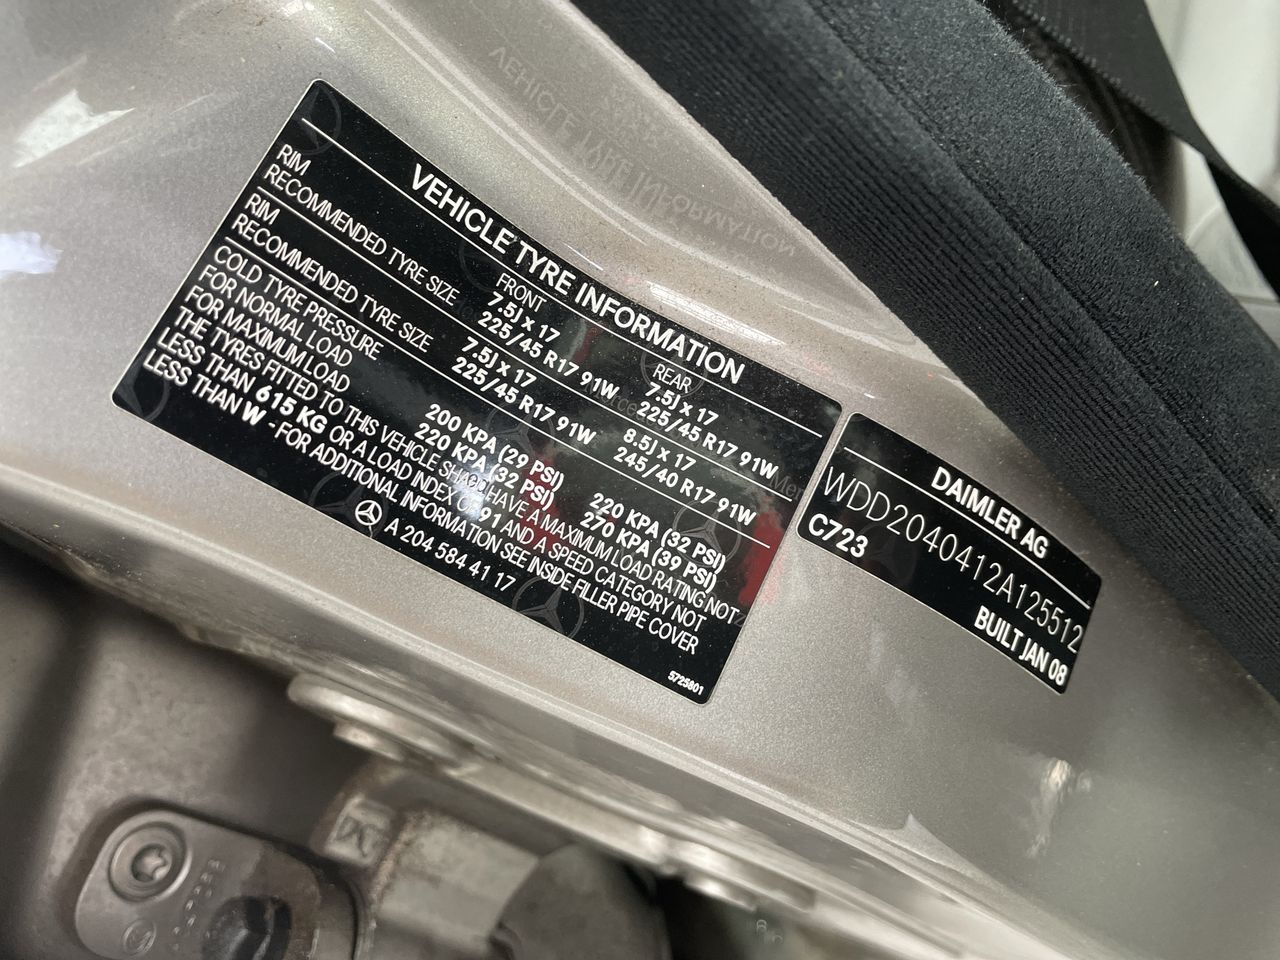 VEHICLE TYRE INFORMATION
FRONT REAR
RIM 7.5J x 17 7.5J x 17
RECOMMENDED TYRE SIZE 225/45 R17 91W 225/45 R17 91W
RIM 7.5J x 17 8.5J x 17
RECOMMENDED TYRE SIZE 225/45 R17 91W 245/40 R17 91W
COLD TYRE PRESSURE
FOR NORMAL LOAD 200 KPA (29 PSI) 220 KPA (32 PSI)
FOR MAXIMUM LOAD 220 KPA (32 PSI) 270 KPA (39 PSI)
THE TYRES FITTED TO THIS VEHICLE SHALL HAVE A MAXIMUM LOAD RATING NOT
LESS THAN 615 KG OR A LOAD INDEX OF 91 AND A SPEED CATEGORY NOT
LESS THAN W - FOR ADDITIONAL INFORMATION SEE INSIDE FILLER PIPE COVER
A 204 584 41 17
5725801
DAIMLER AG
WDD2040412A125512
C723
BUILT JAN 08